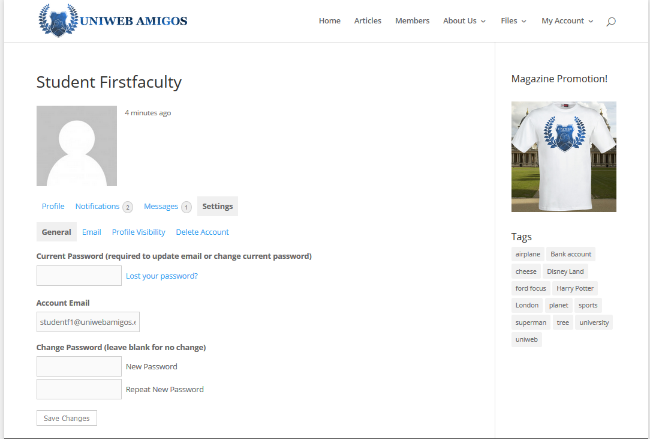 UNIWEB AMIGOS
Home Articles Members About Us Files My Account
Student Firstfaculty
4 minutes ago
Profile Notifications 2 Messages 1 Settings
General Email Profile Visibility Delete Account
Current Password (required to update email or change current password)
Lost your password?
Account Email
studentf1@uniwebamigos.
Change Password (leave blank for no change)
New Password
Repeat New Password
Save Changes
Magazine Promotion!
Tags
airplane Bank account
cheese Disney Land
ford focus Harry Potter
London planet sports
superman tree university
uniweb